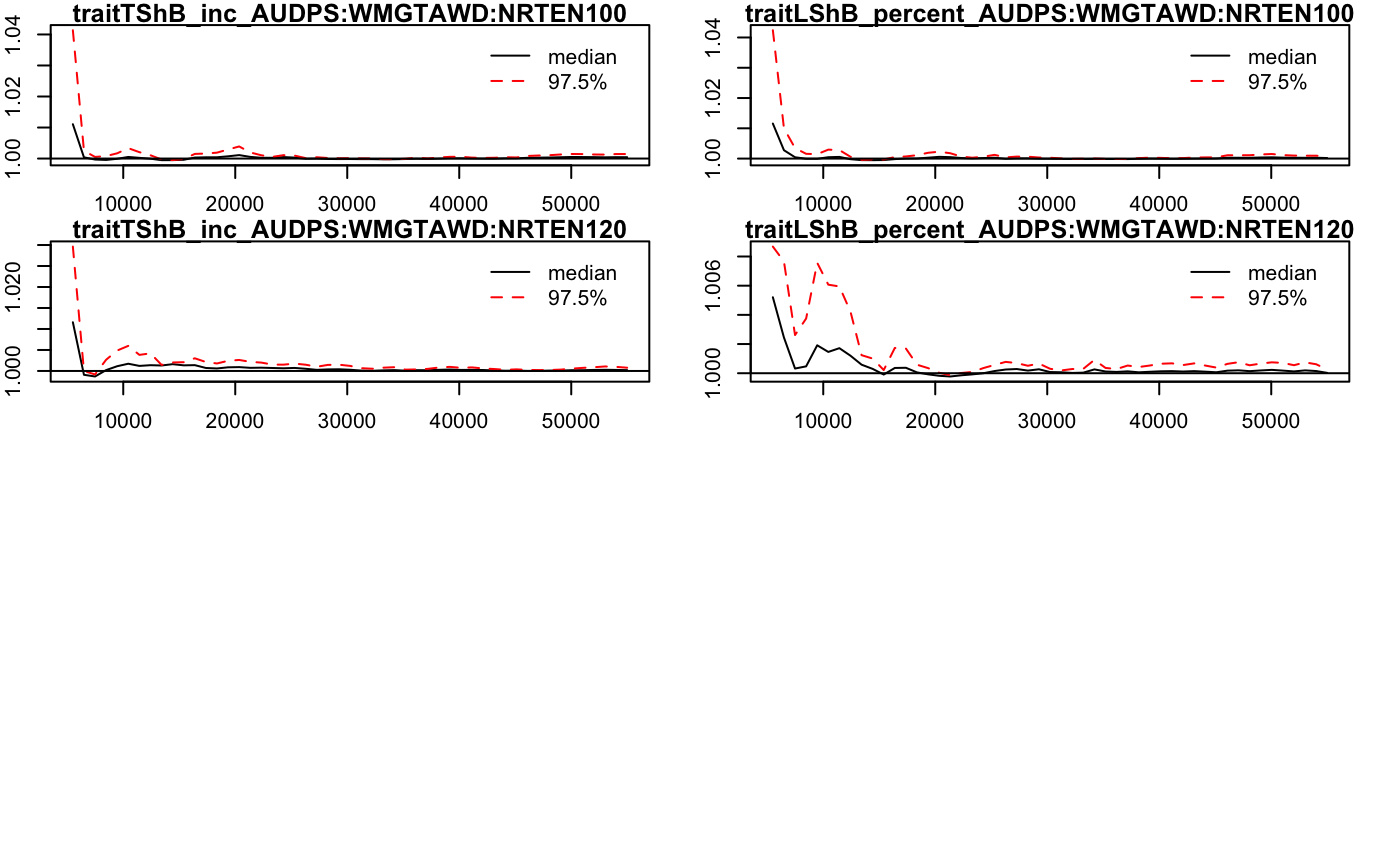 traitTShB_inc_AUDPS:WMGTAWD:NRTEN100
1.04
1.02
1.00
median
97.5%
10000 20000 30000 40000 50000
traitLShB_percent_AUDPS:WMGTAWD:NRTEN100
1.04
1.02
1.00
median
97.5%
10000 20000 30000 40000 50000
traitTShB_inc_AUDPS:WMGTAWD:NRTEN120
1.020
1.000
median
97.5%
10000 20000 30000 40000 50000
traitLShB_percent_AUDPS:WMGTAWD:NRTEN120
1.006
1.000
median
97.5%
10000 20000 30000 40000 50000